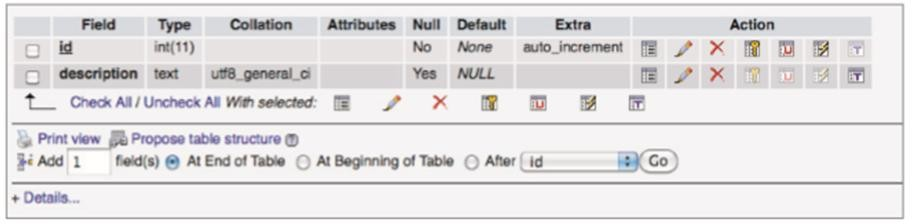 Field Type Collation Attributes Null Default Extra Action
id int(11) No None auto_increment
description text utf8_general_ci Yes NULL
Check All / Uncheck All With selected:
Print view Propose table structure
Add 1 field(s) At End of Table At Beginning of Table After id Go
+ Details...